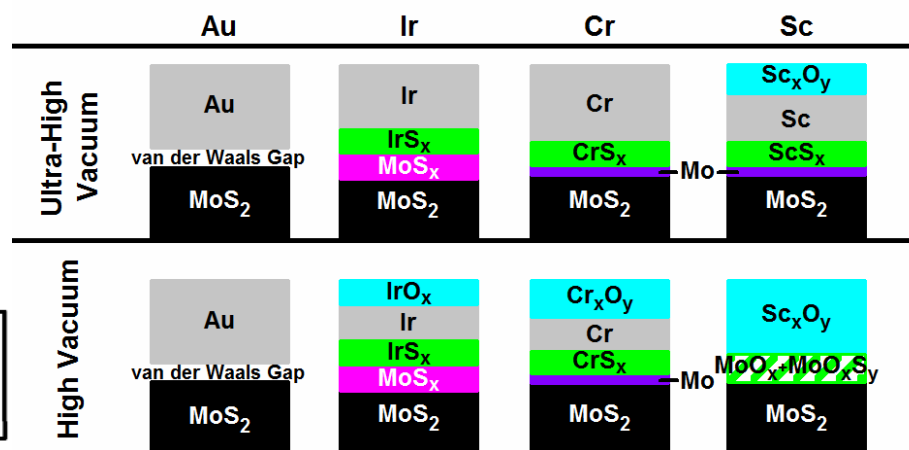 Au Ir Cr Sc
Ultra-High
Vacuum
Au
van der Waals Gap
MoS2
Ir
IrSx
MoSx
MoS2
Cr
CrSx
Mo
MoS2
ScxOy
Sc
ScSx
MoS2
High Vacuum
Au
van der Waals Gap
MoS2
IrOx
Ir
IrSx
MoSx
MoS2
CrxOy
Cr
CrSx
Mo
MoS2
ScxOy
MoOx+MoOxSy
MoS2